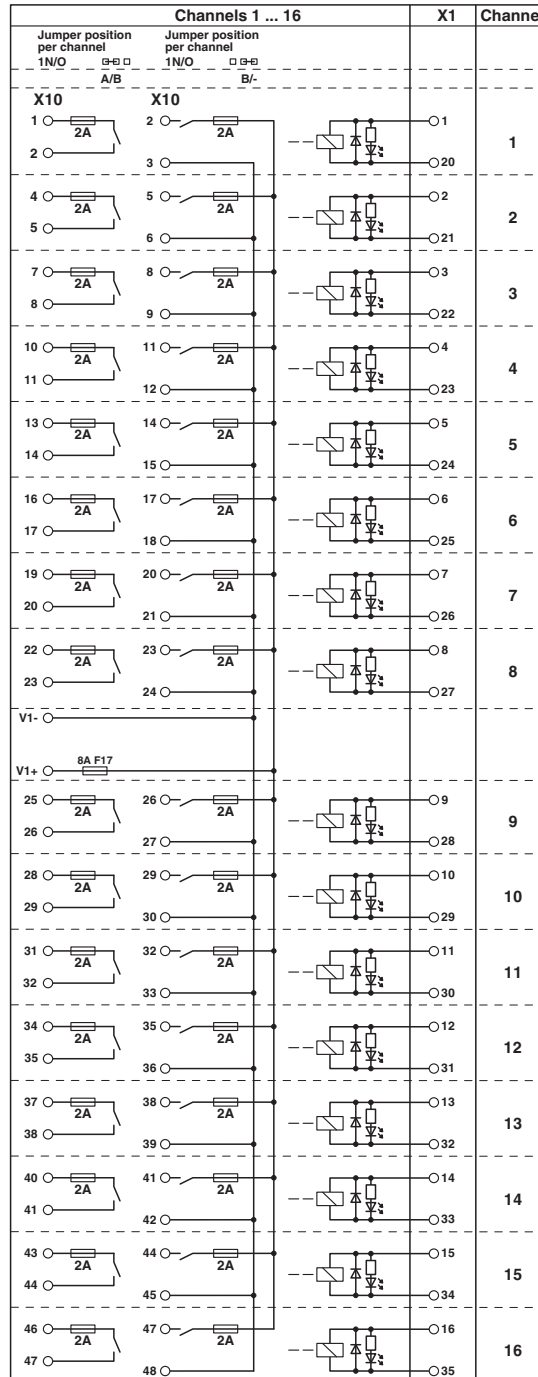 Channels 1 ... 16 X1 Channe
Jumper position per channel 1N/O A/B
Jumper position per channel 1N/O B/-
X10 X10
1 2A 2 2A 1
2 3 20 1
4 2A 5 2A 2
5 6 21 2
7 2A 8 2A 3
8 9 22 3
10 2A 11 2A 4
11 12 23 4
13 2A 14 2A 5
14 15 24 5
16 2A 17 2A 6
17 18 25 6
19 2A 20 2A 7
20 21 26 7
22 2A 23 2A 8
23 24 27 8
V1-
V1+ 8A F17
25 2A 26 2A 9
26 27 28 9
28 2A 29 2A 10
29 30 29 10
31 2A 32 2A 11
32 33 30 11
34 2A 35 2A 12
35 36 31 12
37 2A 38 2A 13
38 39 32 13
40 2A 41 2A 14
41 42 33 14
43 2A 44 2A 15
44 45 34 15
46 2A 47 2A 16
47 48 35 16